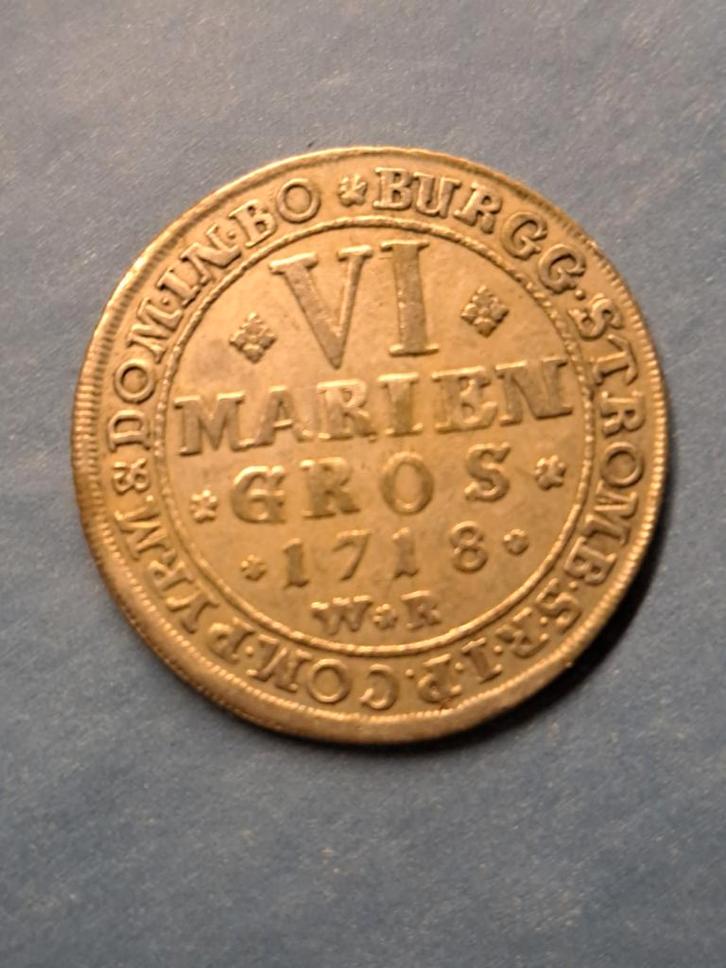 BURGG·STROMB·S·R·I·P·COM·PYRM·&DOM·IN·BO
VI
MARIEN
GROS
1718
W R